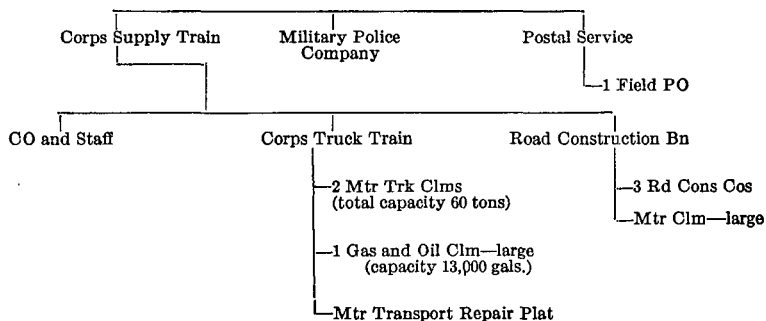 Corps Supply Train
Military Police
Company
Postal Service
1 Field PO
CO and Staff
Corps Truck Train
Road Construction Bn
2 Mtr Trk Clms
(total capacity 60 tons)
3 Rd Cons Cos
Mtr Clm—large
1 Gas and Oil Clm—large
(capacity 13,000 gals.)
Mtr Transport Repair Plat